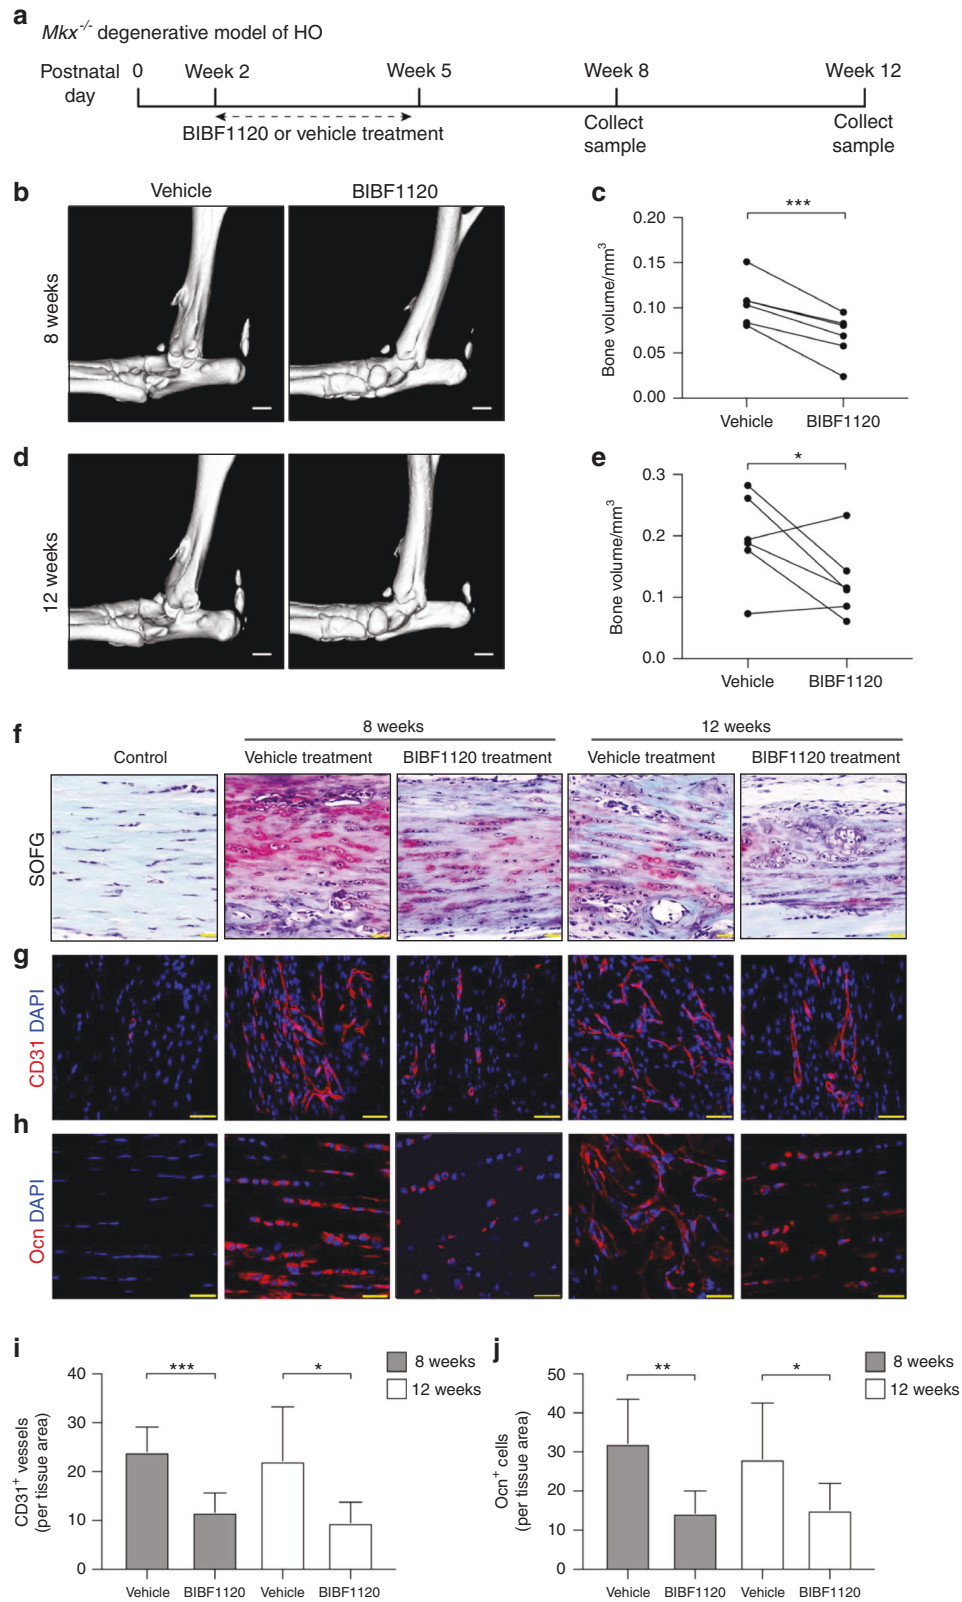 a
Mkx-/- degenerative model of HO
Postnatal day 0 Week 2 Week 5 Week 8 Week 12
BIBF1120 or vehicle treatment
Collect sample
Collect sample
b
Vehicle BIBF1120
8 weeks
c
***
Bone volume/mm3
0.20
0.15
0.10
0.05
0.00
Vehicle BIBF1120
d
12 weeks
e
*
Bone volume/mm3
0.3
0.2
0.1
0.0
Vehicle BIBF1120
f
8 weeks 12 weeks
Control Vehicle treatment BIBF1120 treatment Vehicle treatment BIBF1120 treatment
SOFG
g
CD31 DAPI
h
Ocn DAPI
i
CD31+ vessels
(per tissue area)
40
30
20
10
0
*** *
8 weeks
12 weeks
Vehicle BIBF1120 Vehicle BIBF1120
j
Ocn+ cells
(per tissue area)
50
40
30
20
10
0
** *
8 weeks
12 weeks
Vehicle BIBF1120 Vehicle BIBF1120